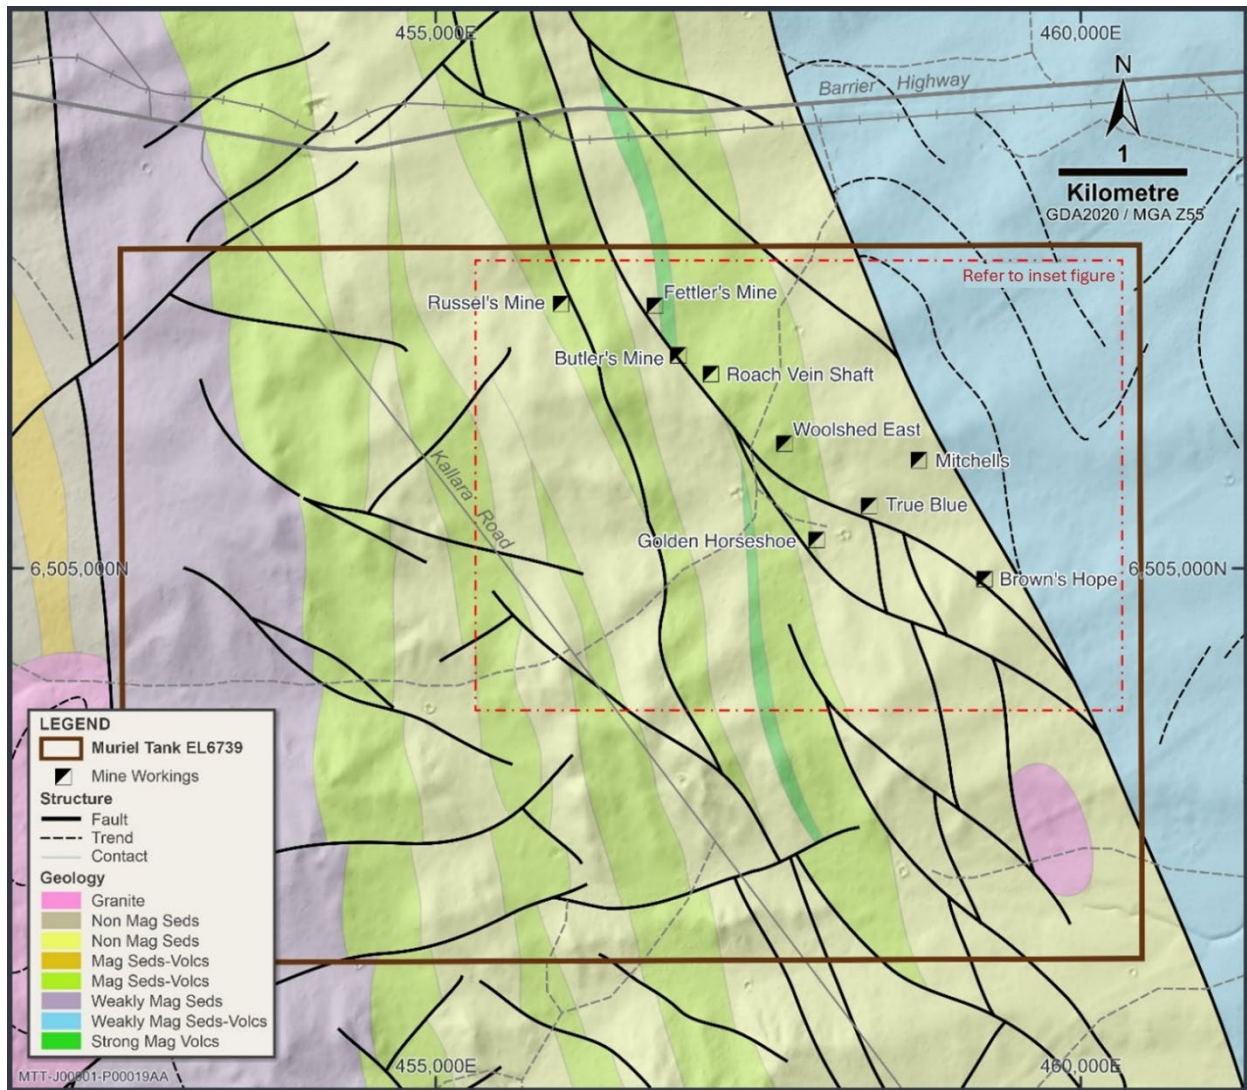 455,000E
460,000E
Barrier Highway
N
1
Kilometre
GDA2020 / MGA Z55
Refer to inset figure
Russel's Mine
Fettler's Mine
Butler's Mine
Roach Vein Shaft
Woolshed East
Mitchells
Kallara Road
True Blue
Golden Horseshoe
6,505,000N
6,505,000N
Brown's Hope
LEGEND
Muriel Tank EL6739
Mine Workings
Structure
Fault
Trend
Contact
Geology
Granite
Non Mag Seds
Non Mag Seds
Mag Seds-Volcs
Mag Seds-Volcs
Weakly Mag Seds
Weakly Mag Seds-Volcs
Strong Mag Volcs
455,000E
460,000E
MTT-J00001-P00019AA